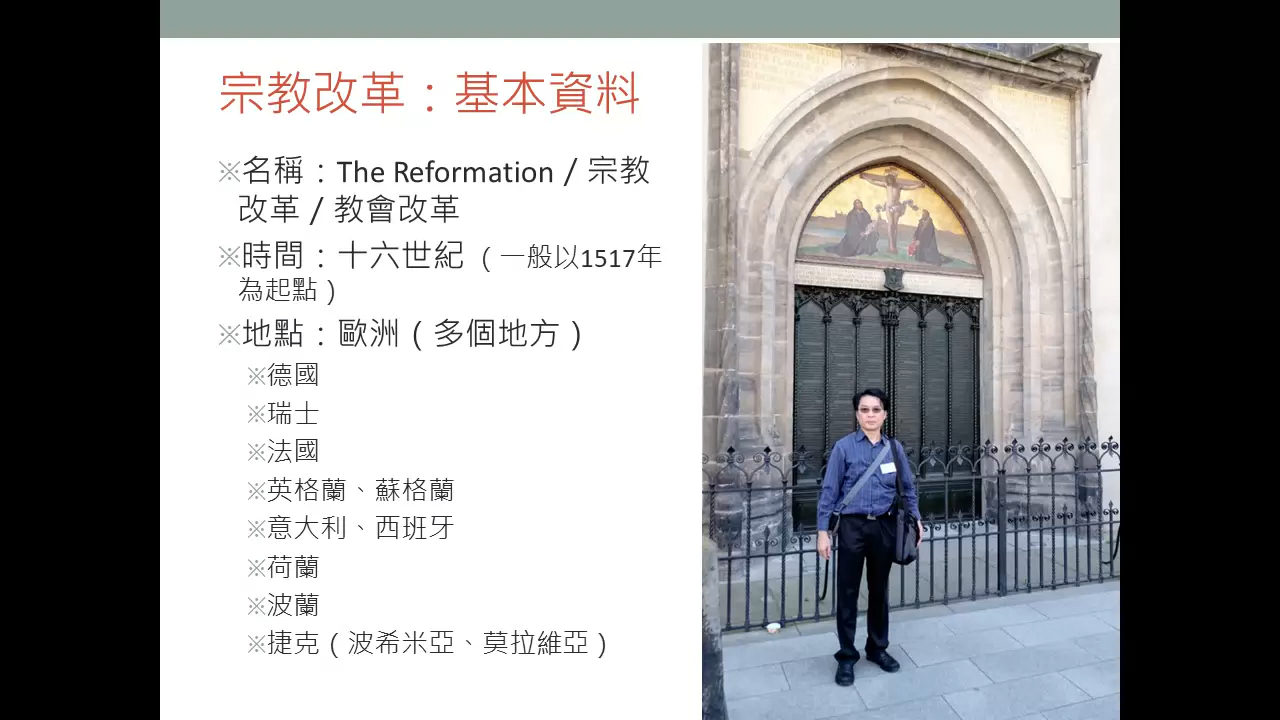 宗教改革：基本資料
※名稱：The Reformation／宗教
改革／教會改革
※時間：十六世紀（一般以1517年
為起點）
※地點：歐洲（多個地方）
※德國
※瑞士
※法國
※英格蘭、蘇格蘭
※意大利、西班牙
※荷蘭
※波蘭
※捷克（波希米亞、莫拉維亞）